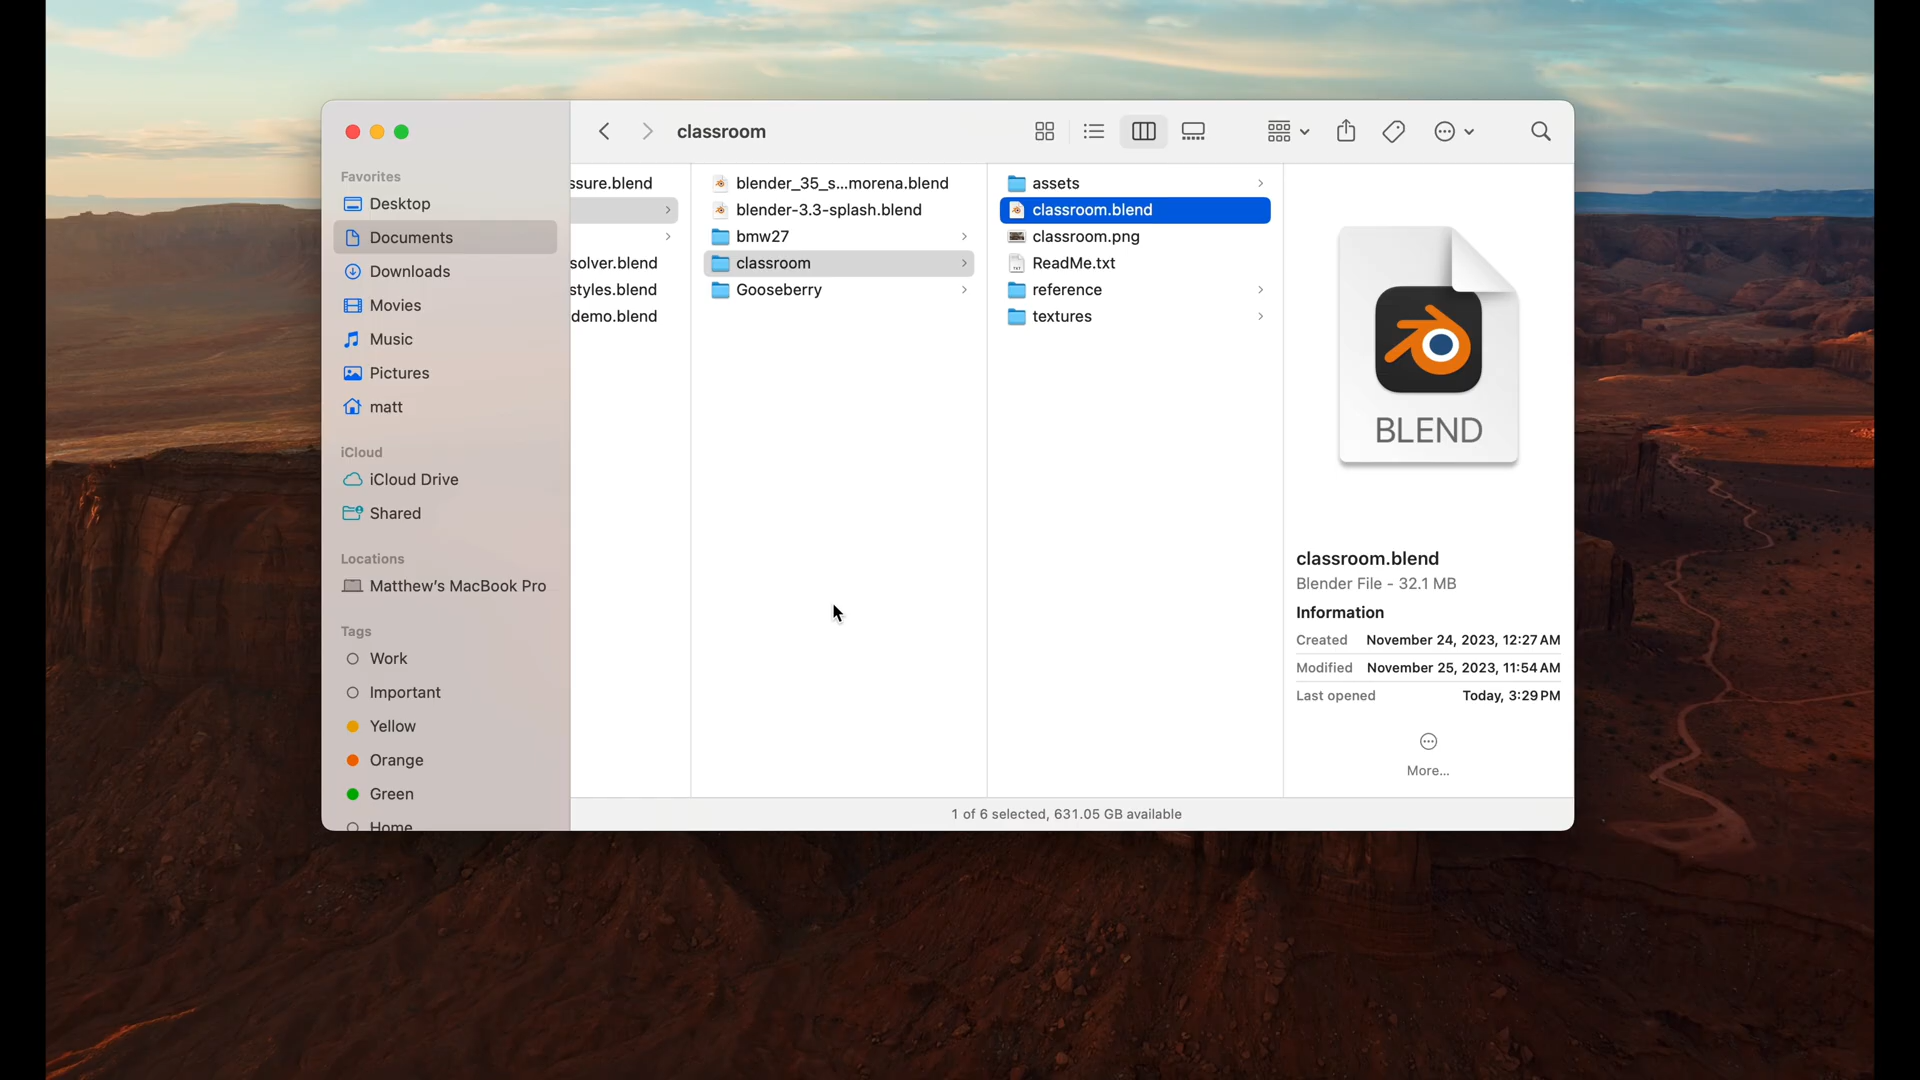 classroom
Favorites
Desktop
Documents
Downloads
Movies
Music
Pictures
matt
iCloud
iCloud Drive
Shared
Locations
Matthew's MacBook Pro
Tags
Work
Important
Yellow
Orange
Green
Home
ssure.blend
solver.blend
styles.blend
demo.blend
blender_35_s...morena.blend
blender-3.3-splash.blend
bmw27
classroom
Gooseberry
assets
classroom.blend
classroom.png
ReadMe.txt
reference
textures
BLEND
classroom.blend
Blender File - 32.1 MB
Information
Created November 24, 2023, 12:27 AM
Modified November 25, 2023, 11:54 AM
Last opened Today, 3:29 PM
More...
1 of 6 selected, 631.05 GB available